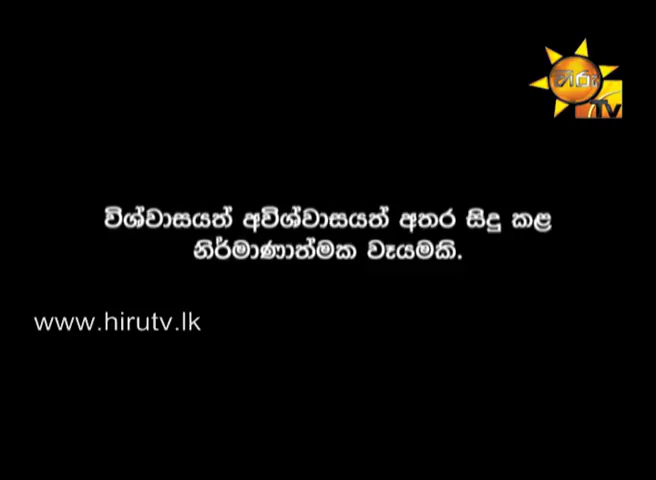 හිරු
Tv
විශ්වාසයත් අවිශ්වාසයත් අතර සිදු කළ
නිර්මාණාත්මක වෑයමකි.
www.hirutv.lk